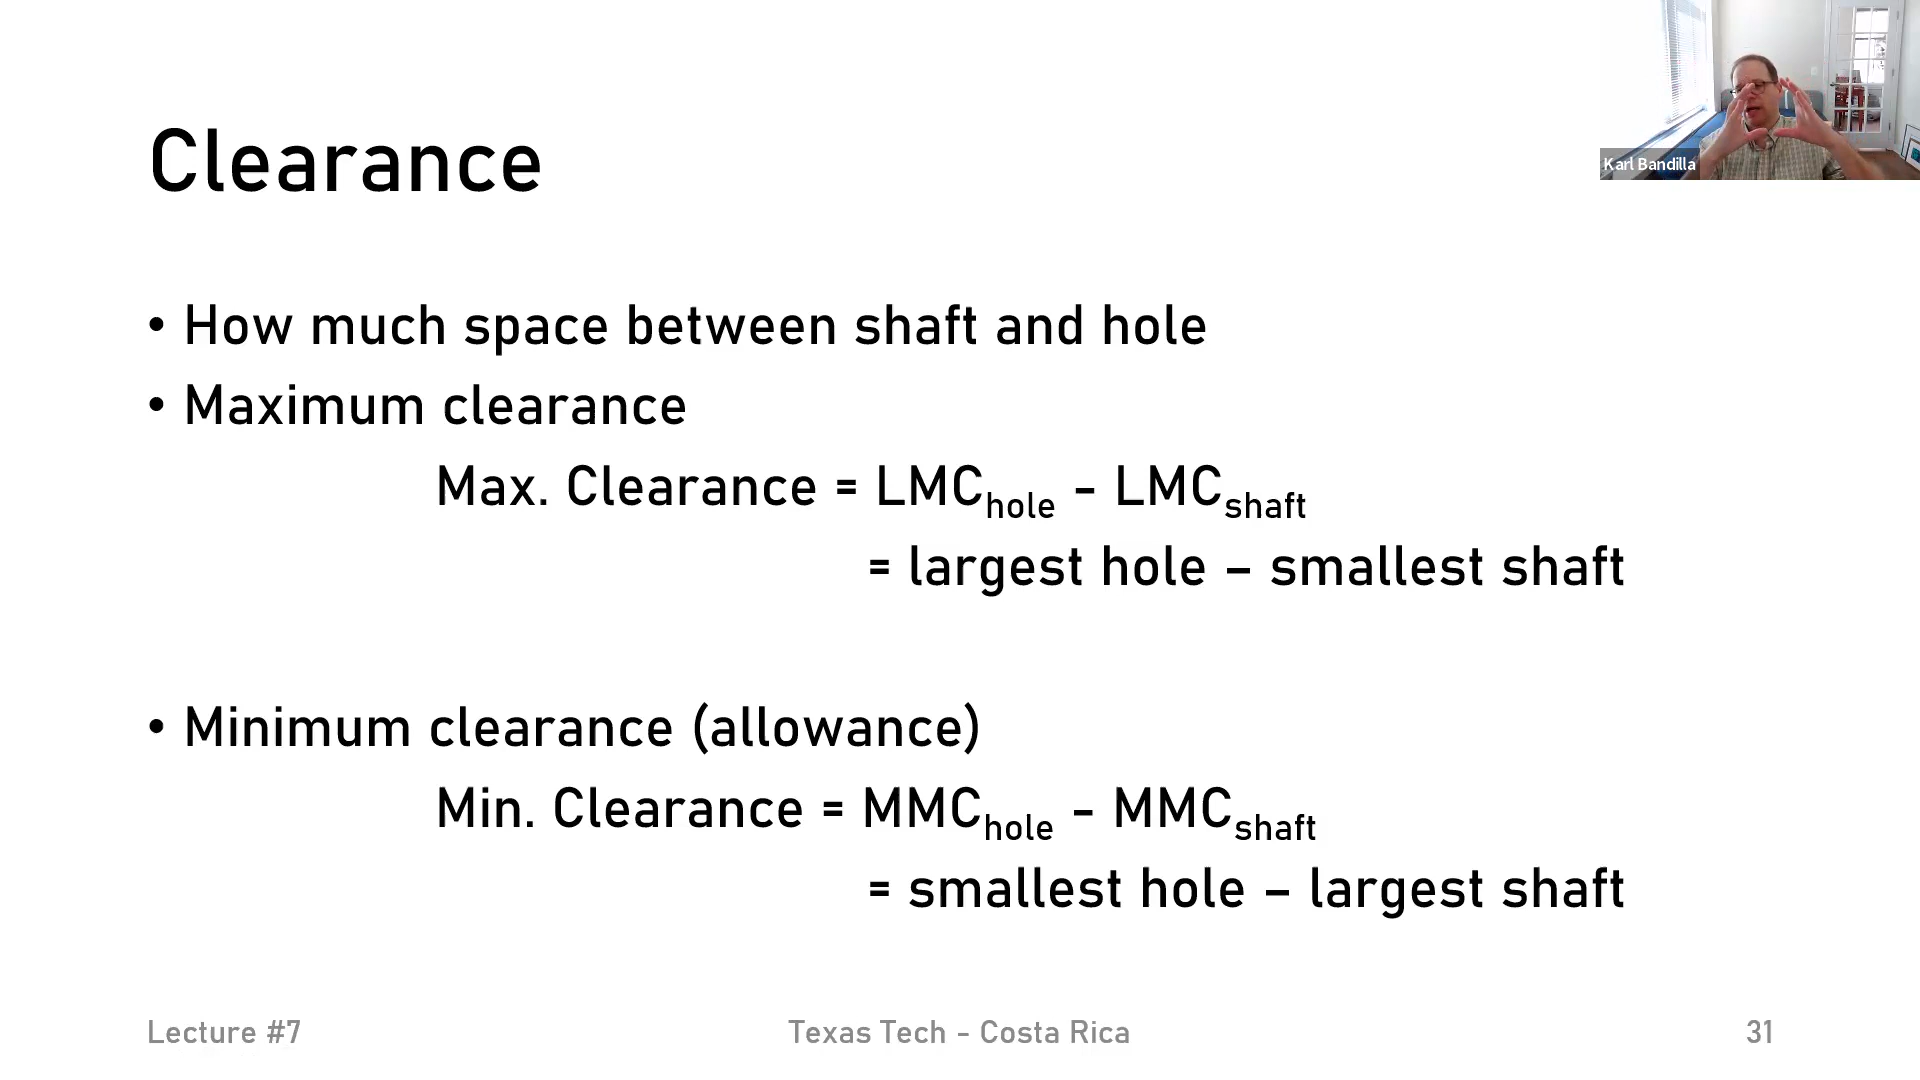 Karl Bandilla
Clearance
• How much space between shaft and hole
• Maximum clearance
Max. Clearance = LMChole - LMCshaft
= largest hole – smallest shaft
• Minimum clearance (allowance)
Min. Clearance = MMChole - MMCshaft
= smallest hole – largest shaft
Lecture #7
Texas Tech - Costa Rica
31